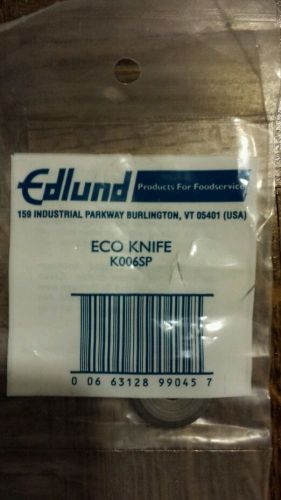 Edlund
Products For Foodservice
159 INDUSTRIAL PARKWAY BURLINGTON, VT 05401 (USA)
ECO KNIFE
K006SP
0 06 63128 99045 7